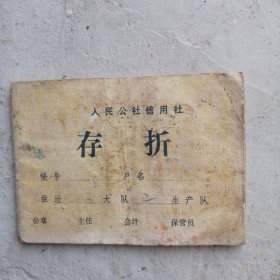 人民公社信用社
存 折
帐号 户名
住址 大队 生产队
公章 主任 会计 保管员